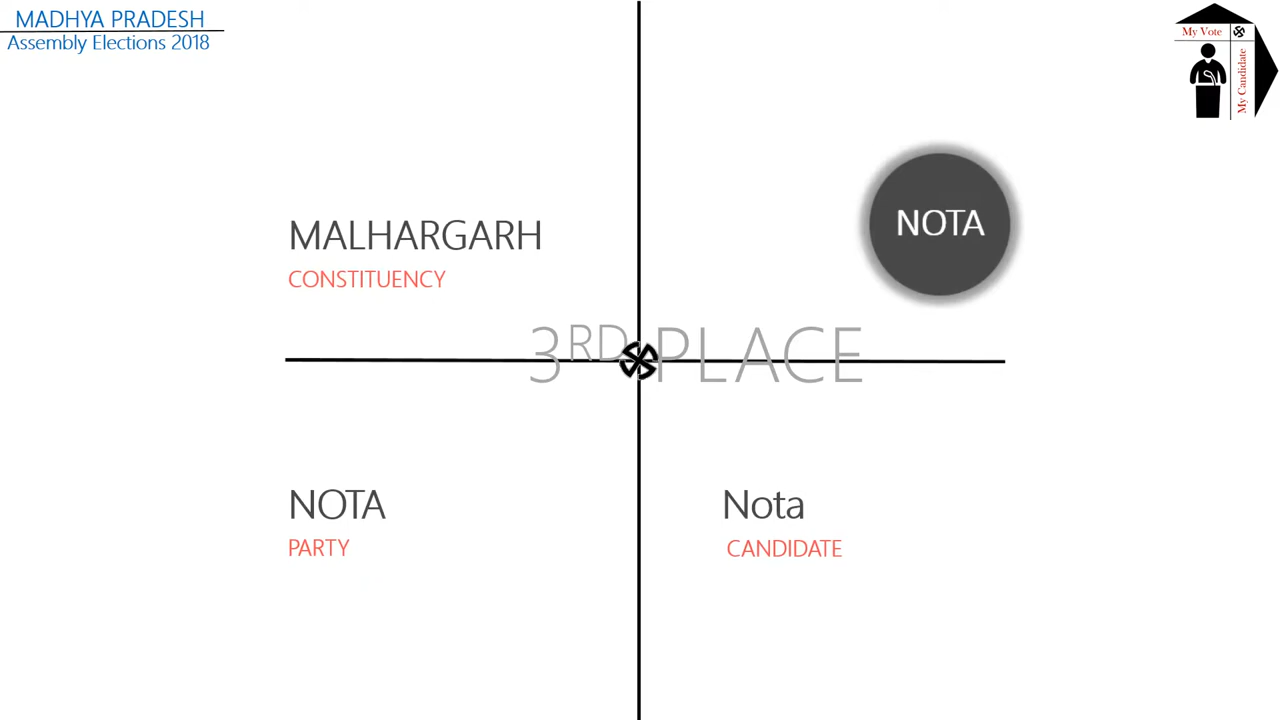 MADHYA PRADESH
Assembly Elections 2018
My Vote
My Candidate
NOTA
MALHARGARH
CONSTITUENCY
3RD PLACE
NOTA
PARTY
Nota
CANDIDATE